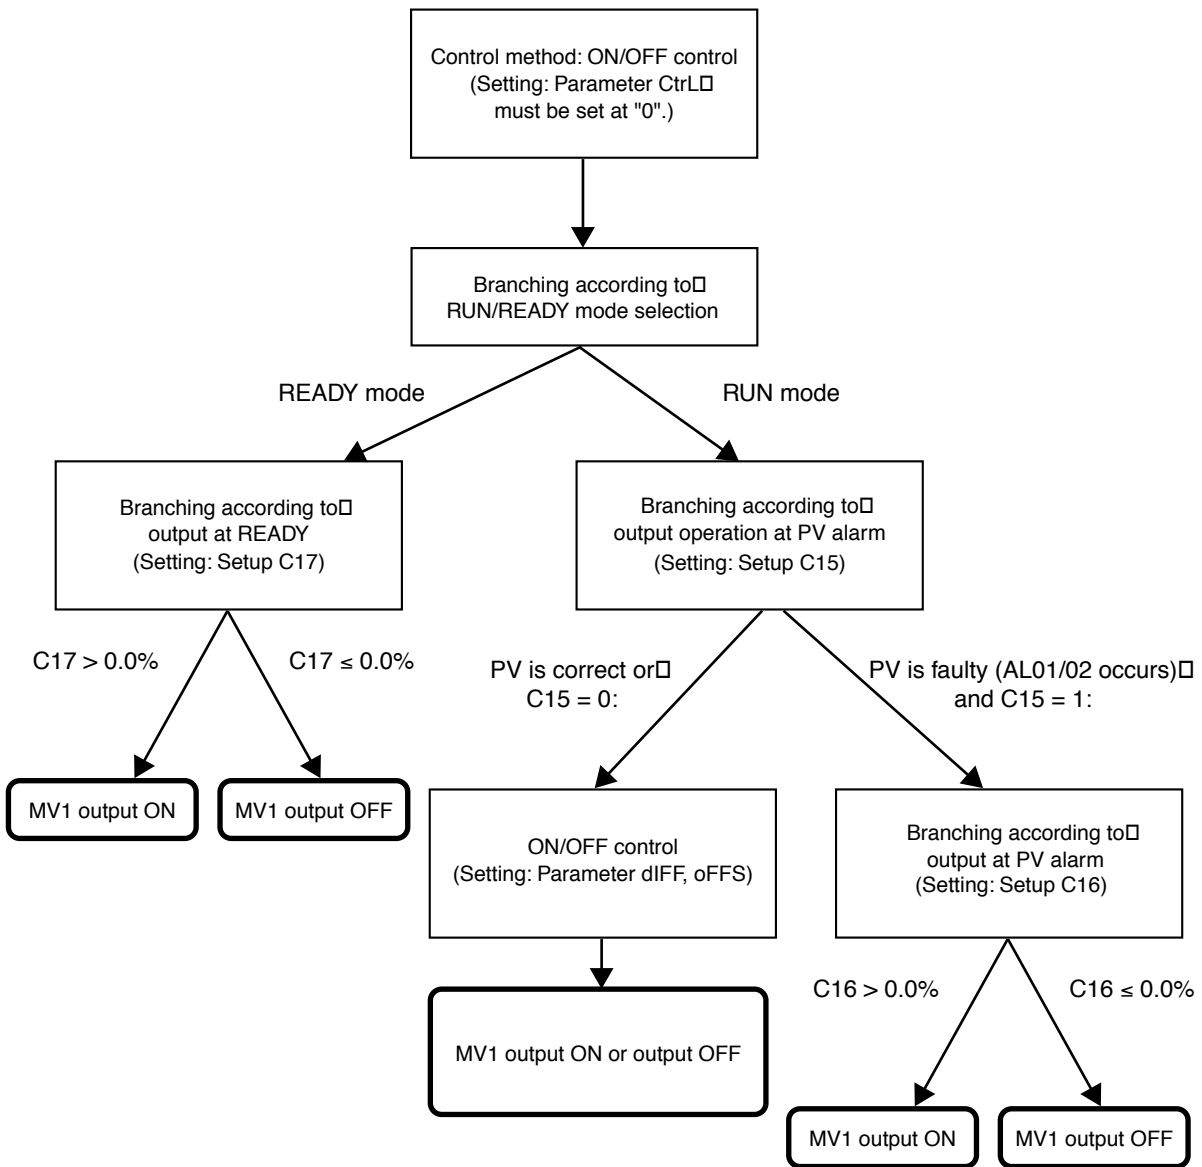 Control method: ON/OFF control
(Setting: Parameter CtrL□
must be set at "0".)
Branching according to□
RUN/READY mode selection
READY mode
RUN mode
Branching according to□
output at READY
(Setting: Setup C17)
Branching according to□
output operation at PV alarm
(Setting: Setup C15)
C17 > 0.0%
C17 ≤ 0.0%
PV is correct or□
C15 = 0:
PV is faulty (AL01/02 occurs)□
and C15 = 1:
MV1 output ON
MV1 output OFF
ON/OFF control
(Setting: Parameter dIFF, oFFS)
Branching according to□
output at PV alarm
(Setting: Setup C16)
C16 > 0.0%
C16 ≤ 0.0%
MV1 output ON or output OFF
MV1 output ON
MV1 output OFF